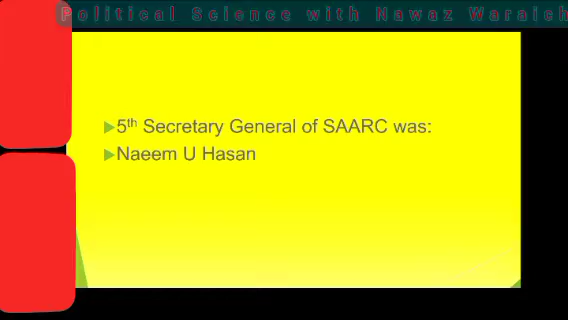 Political Science with Nawaz Waraich
5th Secretary General of SAARC was:
Naeem U Hasan